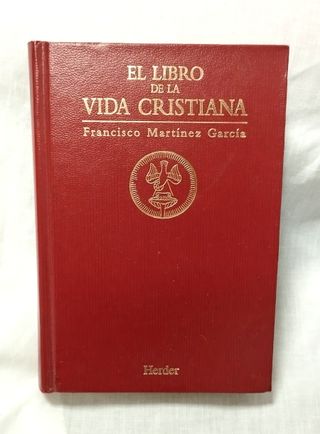 EL LIBRO
DE LA
VIDA CRISTIANA
Francisco Martínez García
Herder